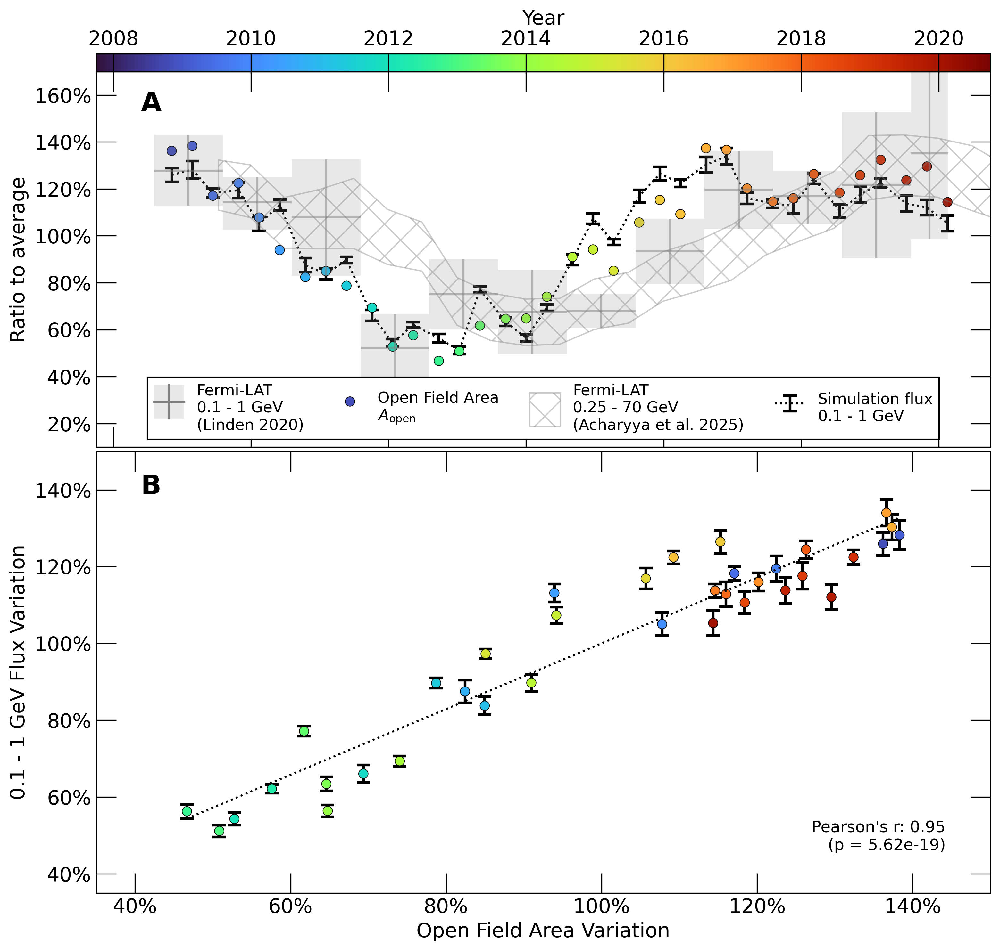 Year
2008 2010 2012 2014 2016 2018 2020
A
160%
140%
120%
100%
80%
60%
40%
20%
Ratio to average
Fermi-LAT
0.1 - 1 GeV
(Linden 2020)
Open Field Area
A_open
Fermi-LAT
0.25 - 70 GeV
(Acharyya et al. 2025)
Simulation flux
0.1 - 1 GeV
B
140%
120%
100%
80%
60%
40%
0.1 - 1 GeV Flux Variation
Pearson's r: 0.95
(p = 5.62e-19)
40% 60% 80% 100% 120% 140%
Open Field Area Variation